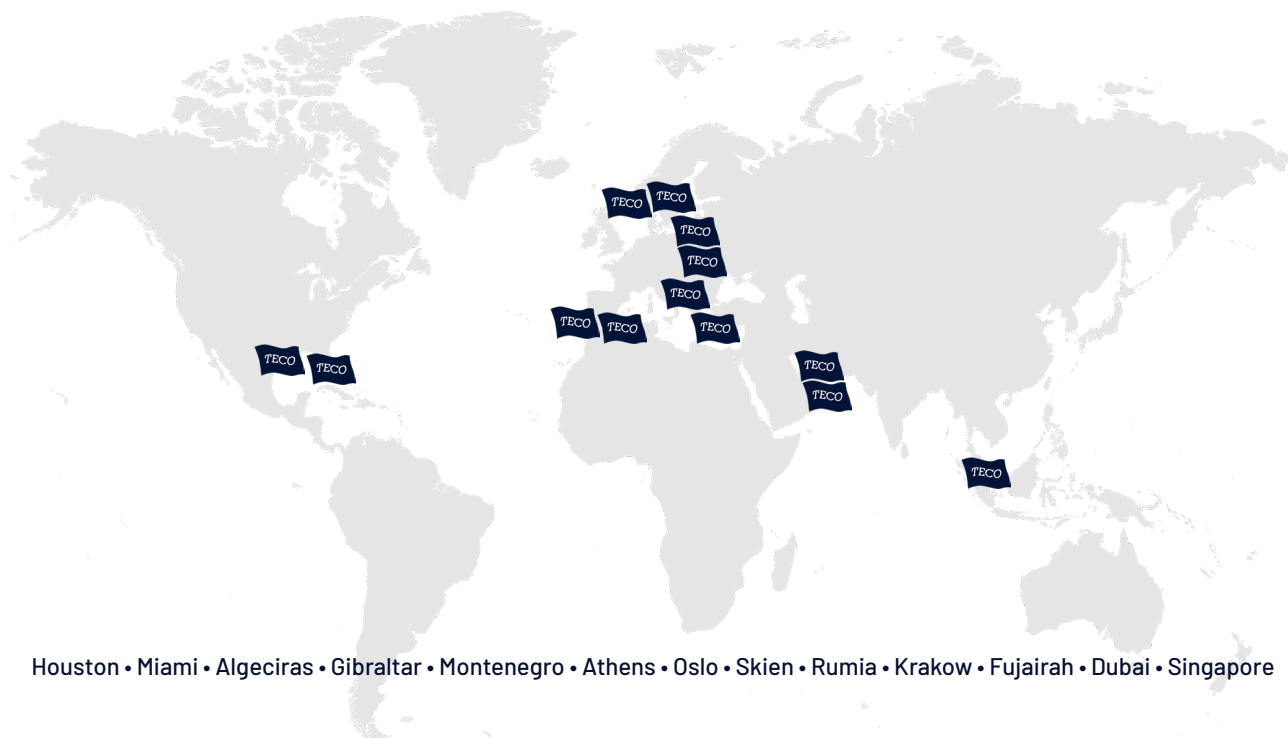 TECO
TECO
TECO
TECO
TECO
TECO
TECO
TECO
TECO
TECO
TECO
TECO
TECO
Houston • Miami • Algeciras • Gibraltar • Montenegro • Athens • Oslo • Skien • Rumia • Krakow • Fujairah • Dubai • Singapore